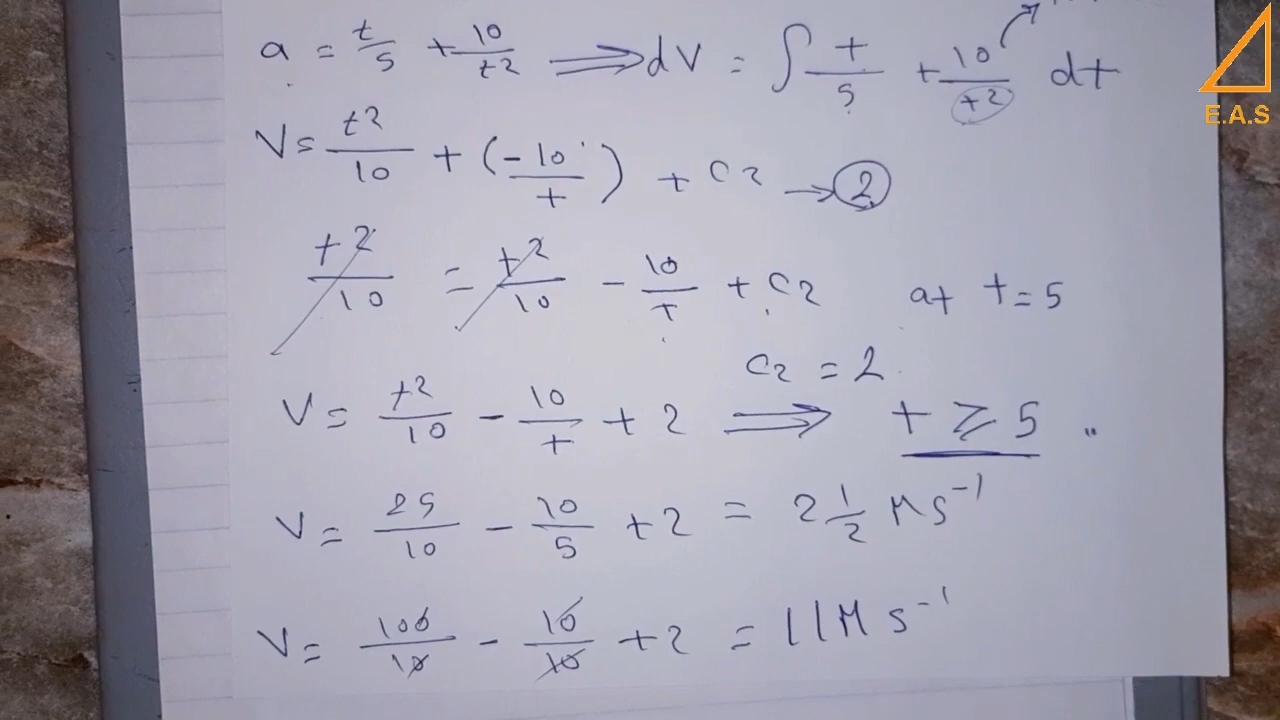 a = t/5 + 10/t2 ⟹ dV = ∫ t/5 + 10/t2 dt
E.A.S
V= t2/10 + (-10/t) + c2 → 2
t2/10 = t2/10 - 10/t + c2 at t=5
c2 = 2
V= t2/10 - 10/t + 2 ⟹ t ⩾ 5
V= 25/10 - 10/5 + 2 = 2 1/2 Ms-1
V= 100/10 - 10/10 + 2 = 11 M s-1